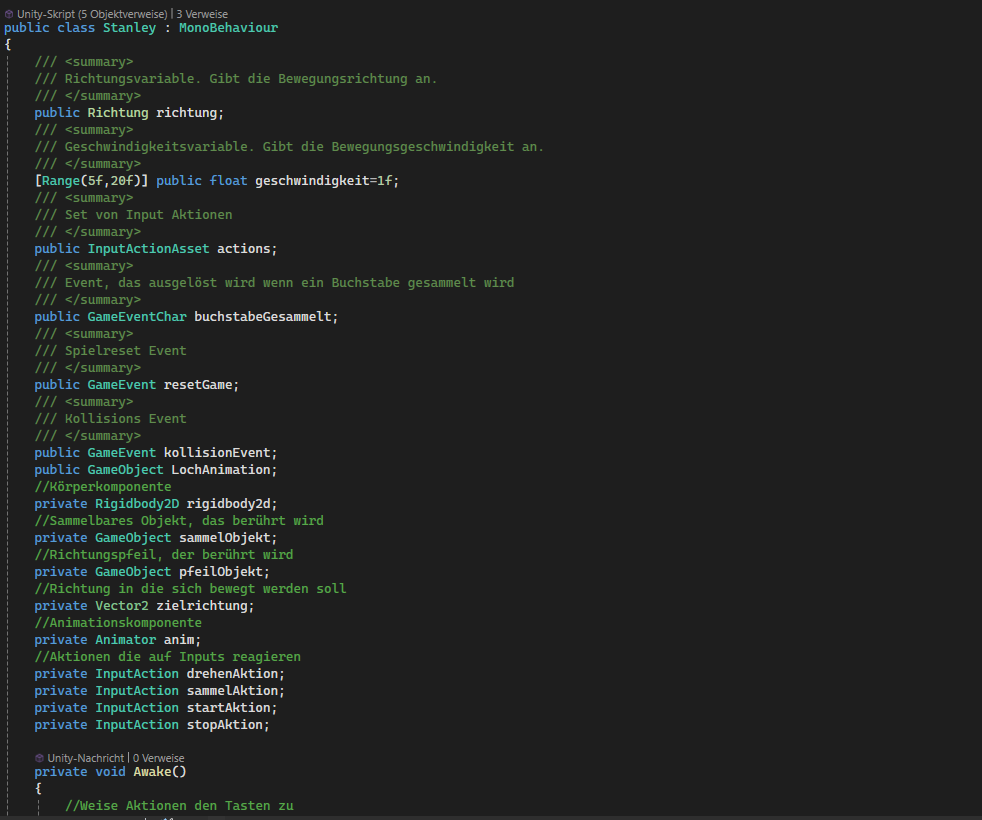 Unity-Skript (5 Objektverweise) | 3 Verweise
public class Stanley : MonoBehaviour
{
/// <summary>
/// Richtungsvariable. Gibt die Bewegungsrichtung an.
/// </summary>
public Richtung richtung;
/// <summary>
/// Geschwindigkeitsvariable. Gibt die Bewegungsgeschwindigkeit an.
/// </summary>
[Range(5f,20f)] public float geschwindigkeit=1f;
/// <summary>
/// Set von Input Aktionen
/// </summary>
public InputActionAsset actions;
/// <summary>
/// Event, das ausgelöst wird wenn ein Buchstabe gesammelt wird
/// </summary>
public GameEventChar buchstabeGesammelt;
/// <summary>
/// Spielreset Event
/// </summary>
public GameEvent resetGame;
/// <summary>
/// Kollisions Event
/// </summary>
public GameEvent kollisionEvent;
public GameObject LochAnimation;
//Körperkomponente
private Rigidbody2D rigidbody2d;
//Sammelbares Objekt, das berührt wird
private GameObject sammelObjekt;
//Richtungspfeil, der berührt wird
private GameObject pfeilObjekt;
//Richtung in die sich bewegt werden soll
private Vector2 zielrichtung;
//Animationskomponente
private Animator anim;
//Aktionen die auf Inputs reagieren
private InputAction drehenAktion;
private InputAction sammelAktion;
private InputAction startAktion;
private InputAction stopAktion;
Unity-Nachricht | 0 Verweise
private void Awake()
{
//Weise Aktionen den Tasten zu